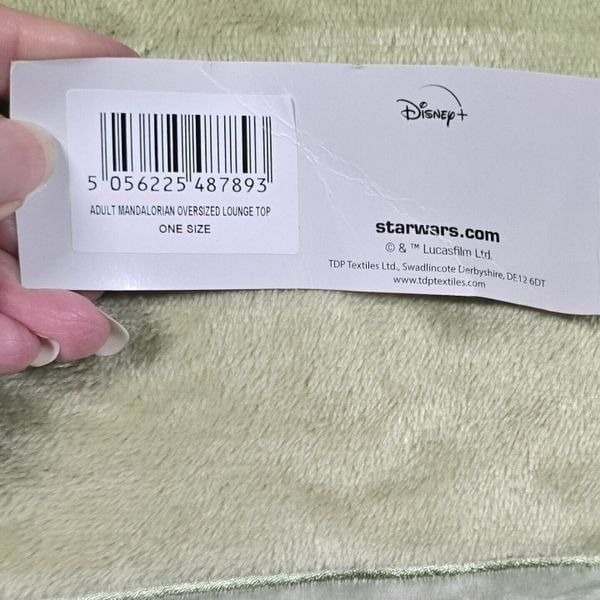 5 056225 487893
ADULT MANDALORIAN OVERSIZED LOUNGE TOP
ONE SIZE
Disney+
starwars.com
© & ™ Lucasfilm Ltd.
TDP Textiles Ltd., Swadlincote Derbyshire, DE12 6DT
www.tdptextiles.com